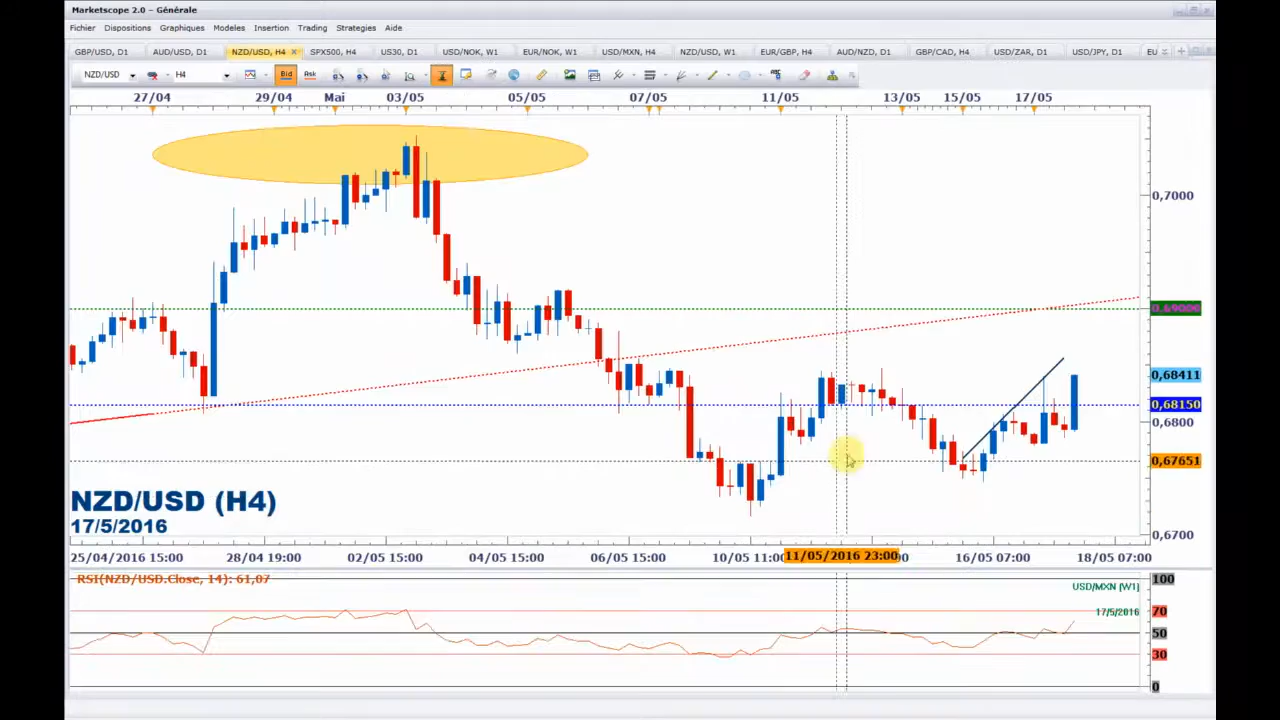 Marketscope 2.0 – Générale
Fichier Dispositions Graphiques Modeles Insertion Trading Strategies Aide
GBP/USD, D1 AUD/USD, D1 NZD/USD, H4 SPX500, H4 US30, D1 USD/NOK, W1 EUR/NOK, W1 USD/MXN, H4 NZD/USD, W1 EUR/GBP, H4 AUD/NZD, D1 GBP/CAD, H4 USD/ZAR, D1 USD/JPY, D1 EU
NZD/USD H4 Bid Ask
27/04 29/04 Mai 03/05 05/05 07/05 11/05 13/05 15/05 17/05
0,7000
0,6900
0,68411
0,68150
0,6800
0,67651
NZD/USD (H4)
17/5/2016
0,6700
25/04/2016 15:00 28/04 19:00 02/05 15:00 04/05 15:00 06/05 15:00 10/05 11:00 11/05/2016 23:00 16/05 07:00 18/05 07:00
RSI(NZD/USD.Close, 14): 61,07
100
USD/MXN [W1]
17/5/2016
70
50
30
0